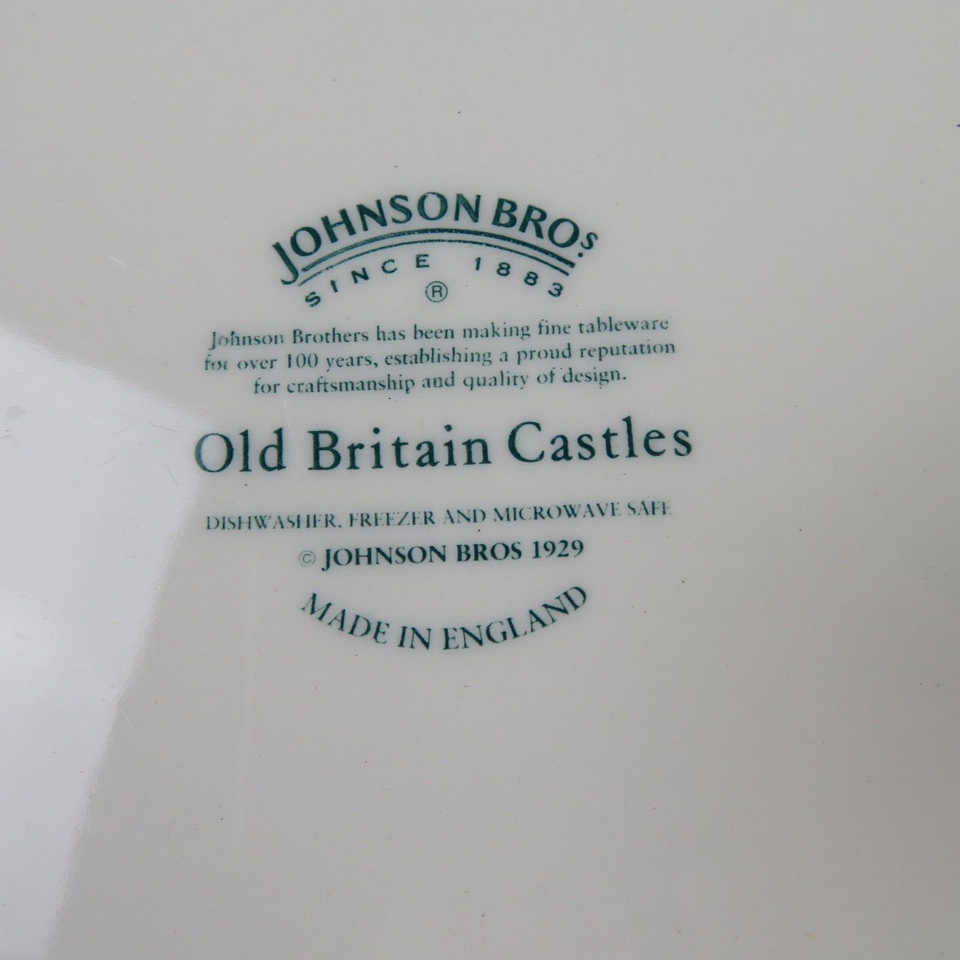 JOHNSON BROS.
SINCE 1883
®
Johnson Brothers has been making fine tableware
for over 100 years, establishing a proud reputation
for craftsmanship and quality of design.
Old Britain Castles
DISHWASHER, FREEZER AND MICROWAVE SAFE
© JOHNSON BROS 1929
MADE IN ENGLAND